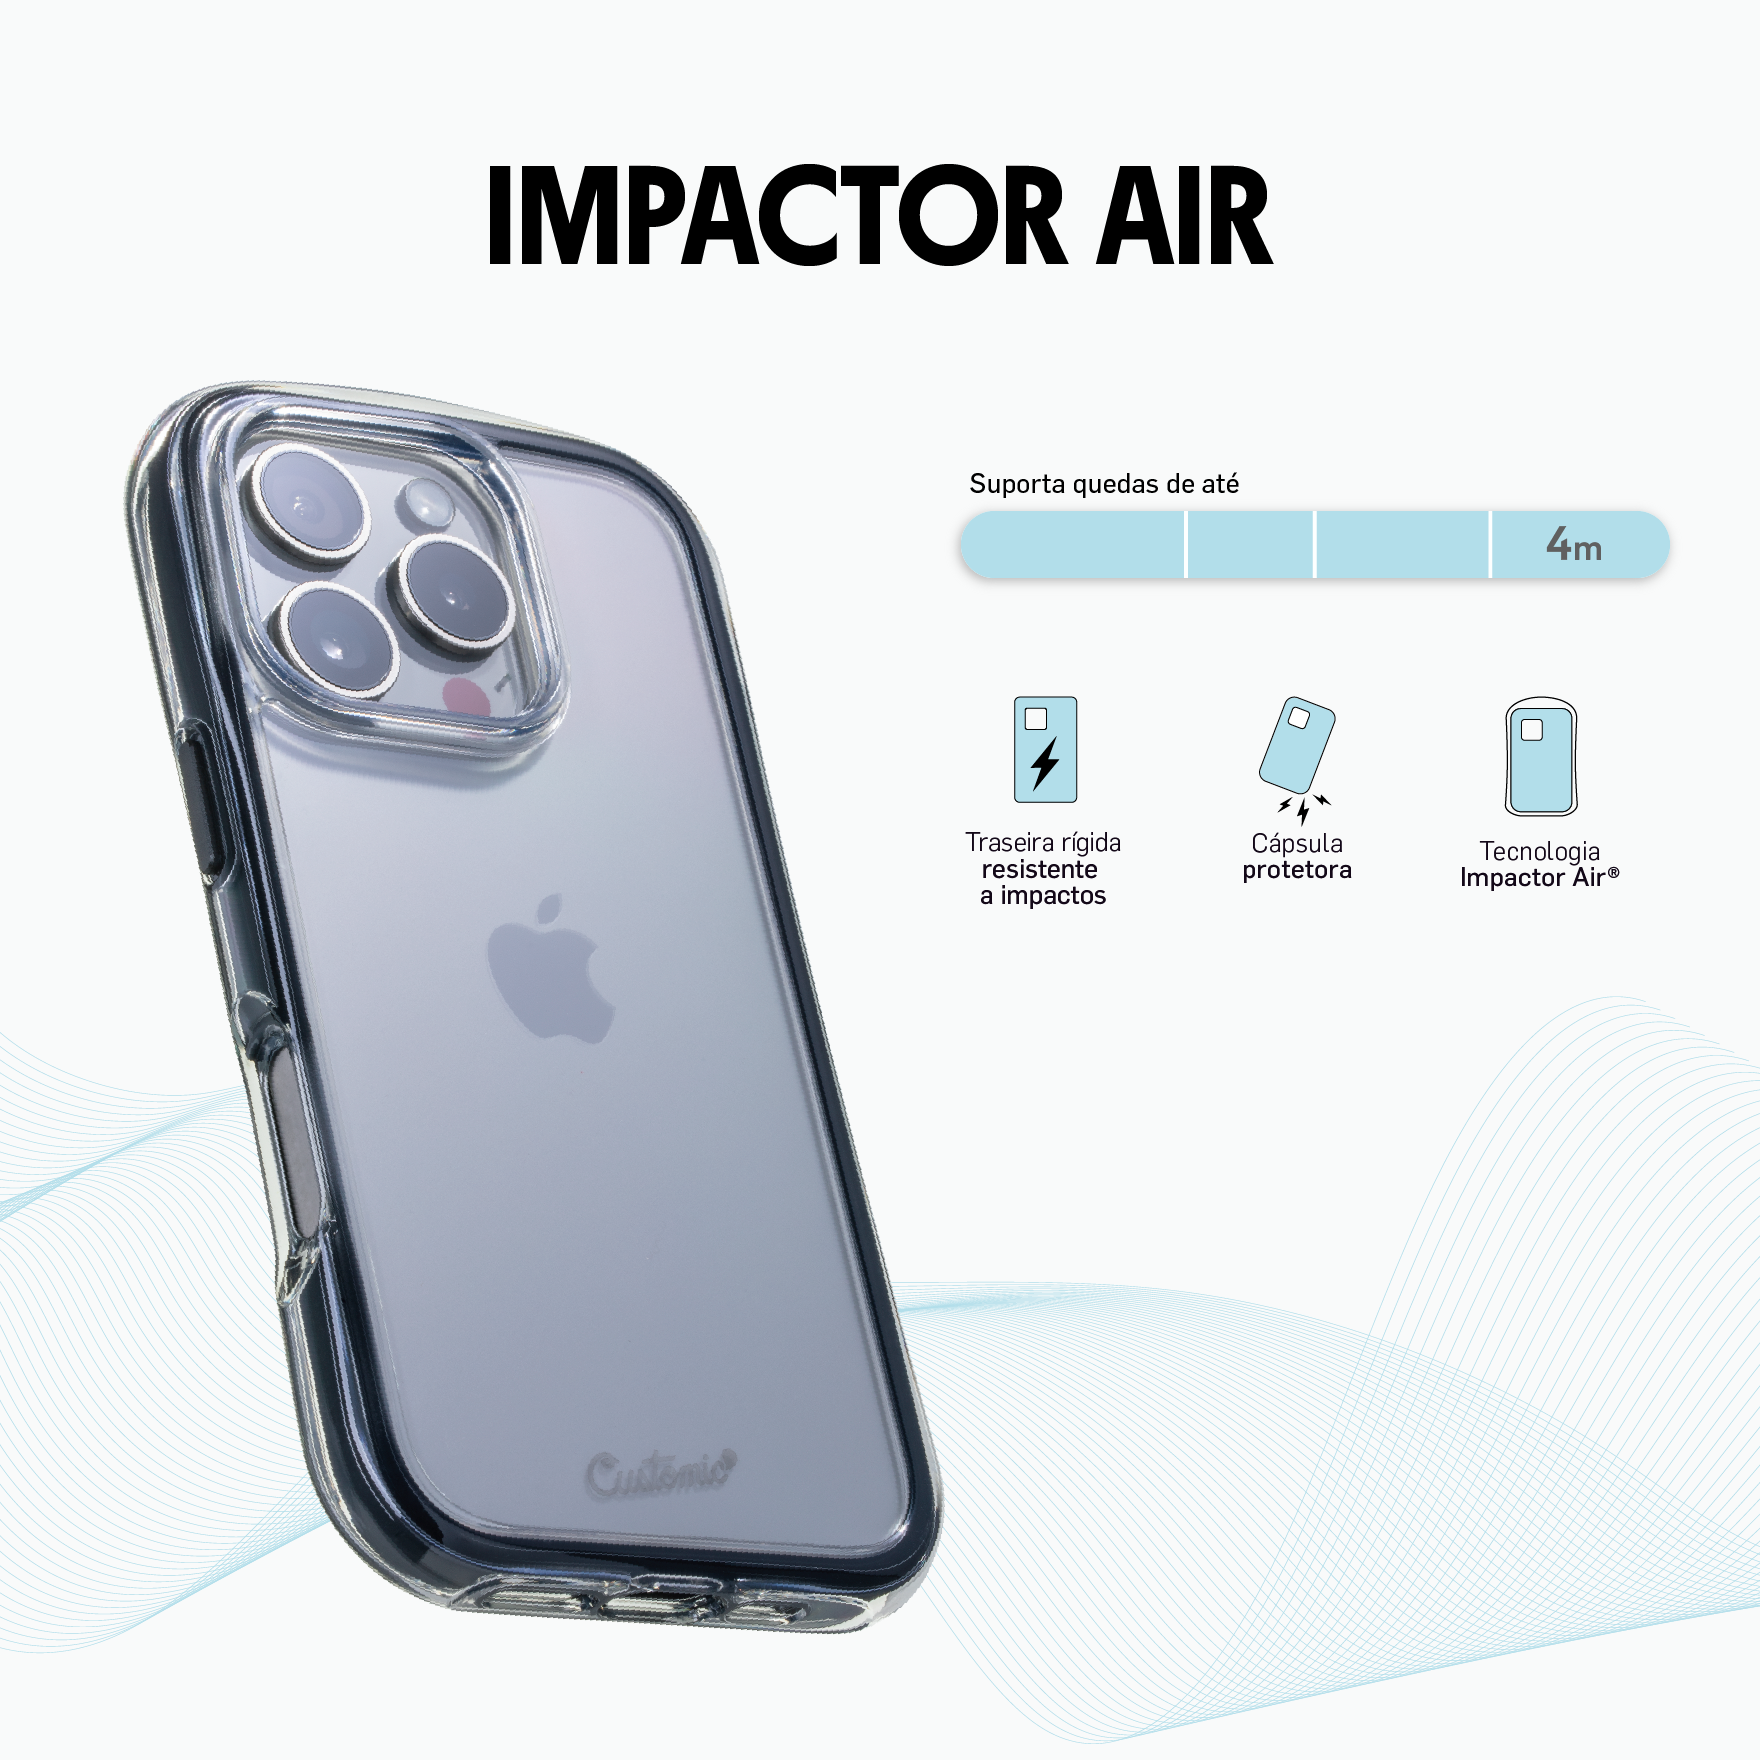 IMPACTOR AIR
Suporta quedas de até
4m
Traseira rígida
resistente
a impactos
Cápsula
protetora
Tecnologia
Impactor Air®
Customic